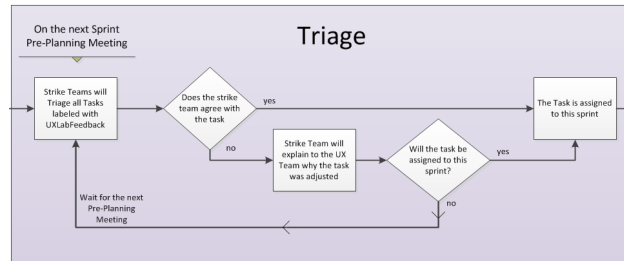 On the next Sprint
Pre-Planning Meeting
Triage
Strike Teams will
Triage all Tasks
labeled with
UXLabFeedback
Does the strike
team agree with
the task
yes
no
Strike Team will
explain to the UX
Team why the task
was adjusted
Will the task be
assigned to this
sprint?
yes
no
The Task is assigned
to this sprint
Wait for the next
Pre-Planning
Meeting